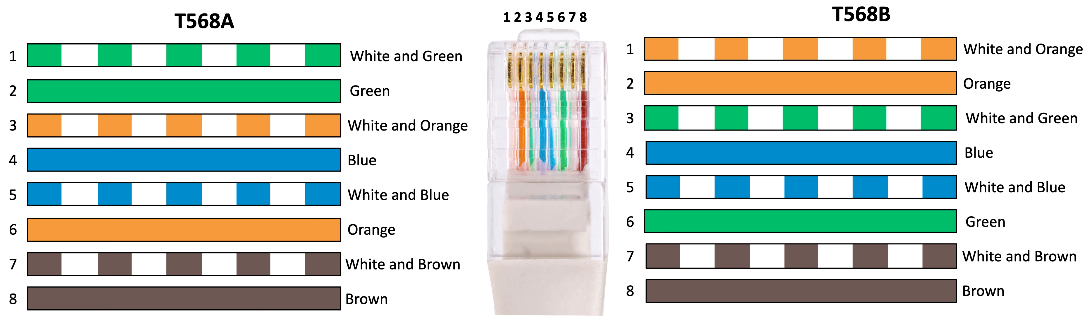 T568A
1 White and Green
2 Green
3 White and Orange
4 Blue
5 White and Blue
6 Orange
7 White and Brown
8 Brown
1 2 3 4 5 6 7 8
T568B
1 White and Orange
2 Orange
3 White and Green
4 Blue
5 White and Blue
6 Green
7 White and Brown
8 Brown